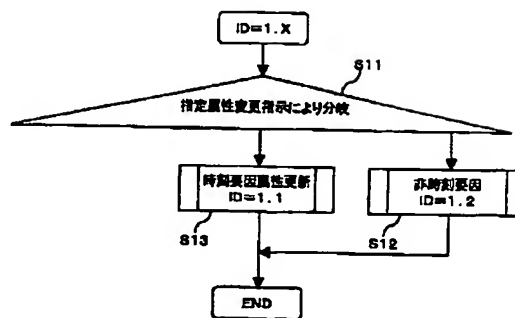 ID=1.X
S11
指定属性変更指示により分岐
時刻要因属性更新
ID=1.1
非時刻要因
ID=1.2
S13
S12
END